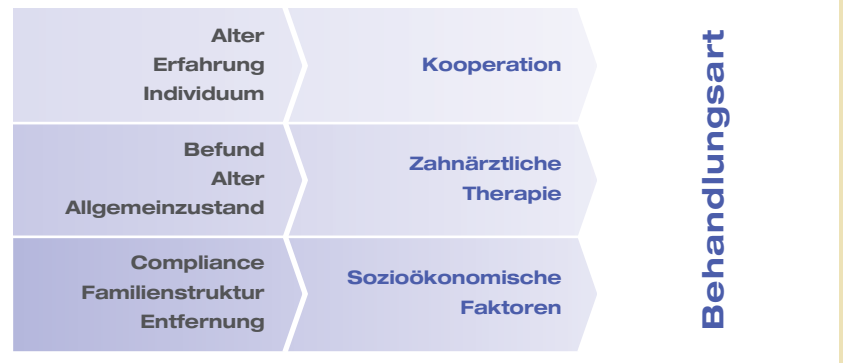 Alter
Erfahrung
Individuum
Kooperation
Befund
Alter
Allgemeinzustand
Zahnärztliche
Therapie
Compliance
Familienstruktur
Entfernung
Sozioökonomische
Faktoren
Behandlungsart